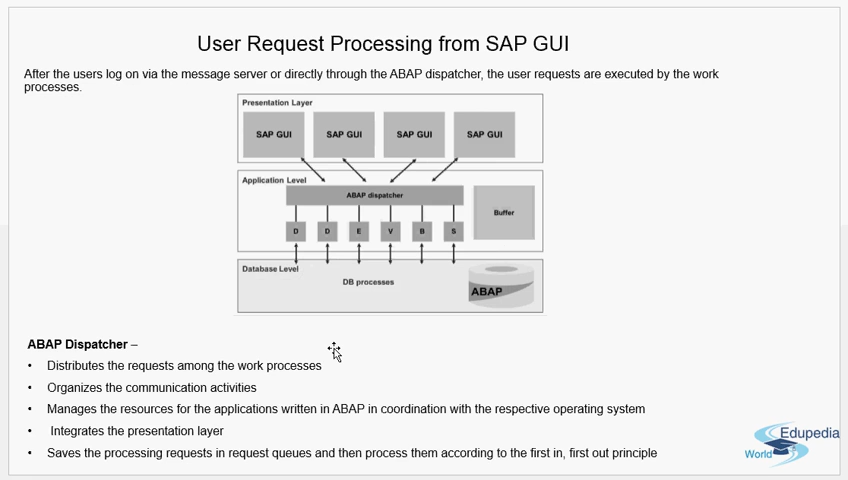 User Request Processing from SAP GUI
After the users log on via the message server or directly through the ABAP dispatcher, the user requests are executed by the work
processes.
Presentation Layer
SAP GUI
SAP GUI
SAP GUI
SAP GUI
Application Level
ABAP dispatcher
Buffer
D
D
E
V
B
S
Database Level
DB processes
ABAP
ABAP Dispatcher –
• Distributes the requests among the work processes
• Organizes the communication activities
• Manages the resources for the applications written in ABAP in coordination with the respective operating system
• Integrates the presentation layer
• Saves the processing requests in request queues and then process them according to the first in, first out principle
Edupedia
World